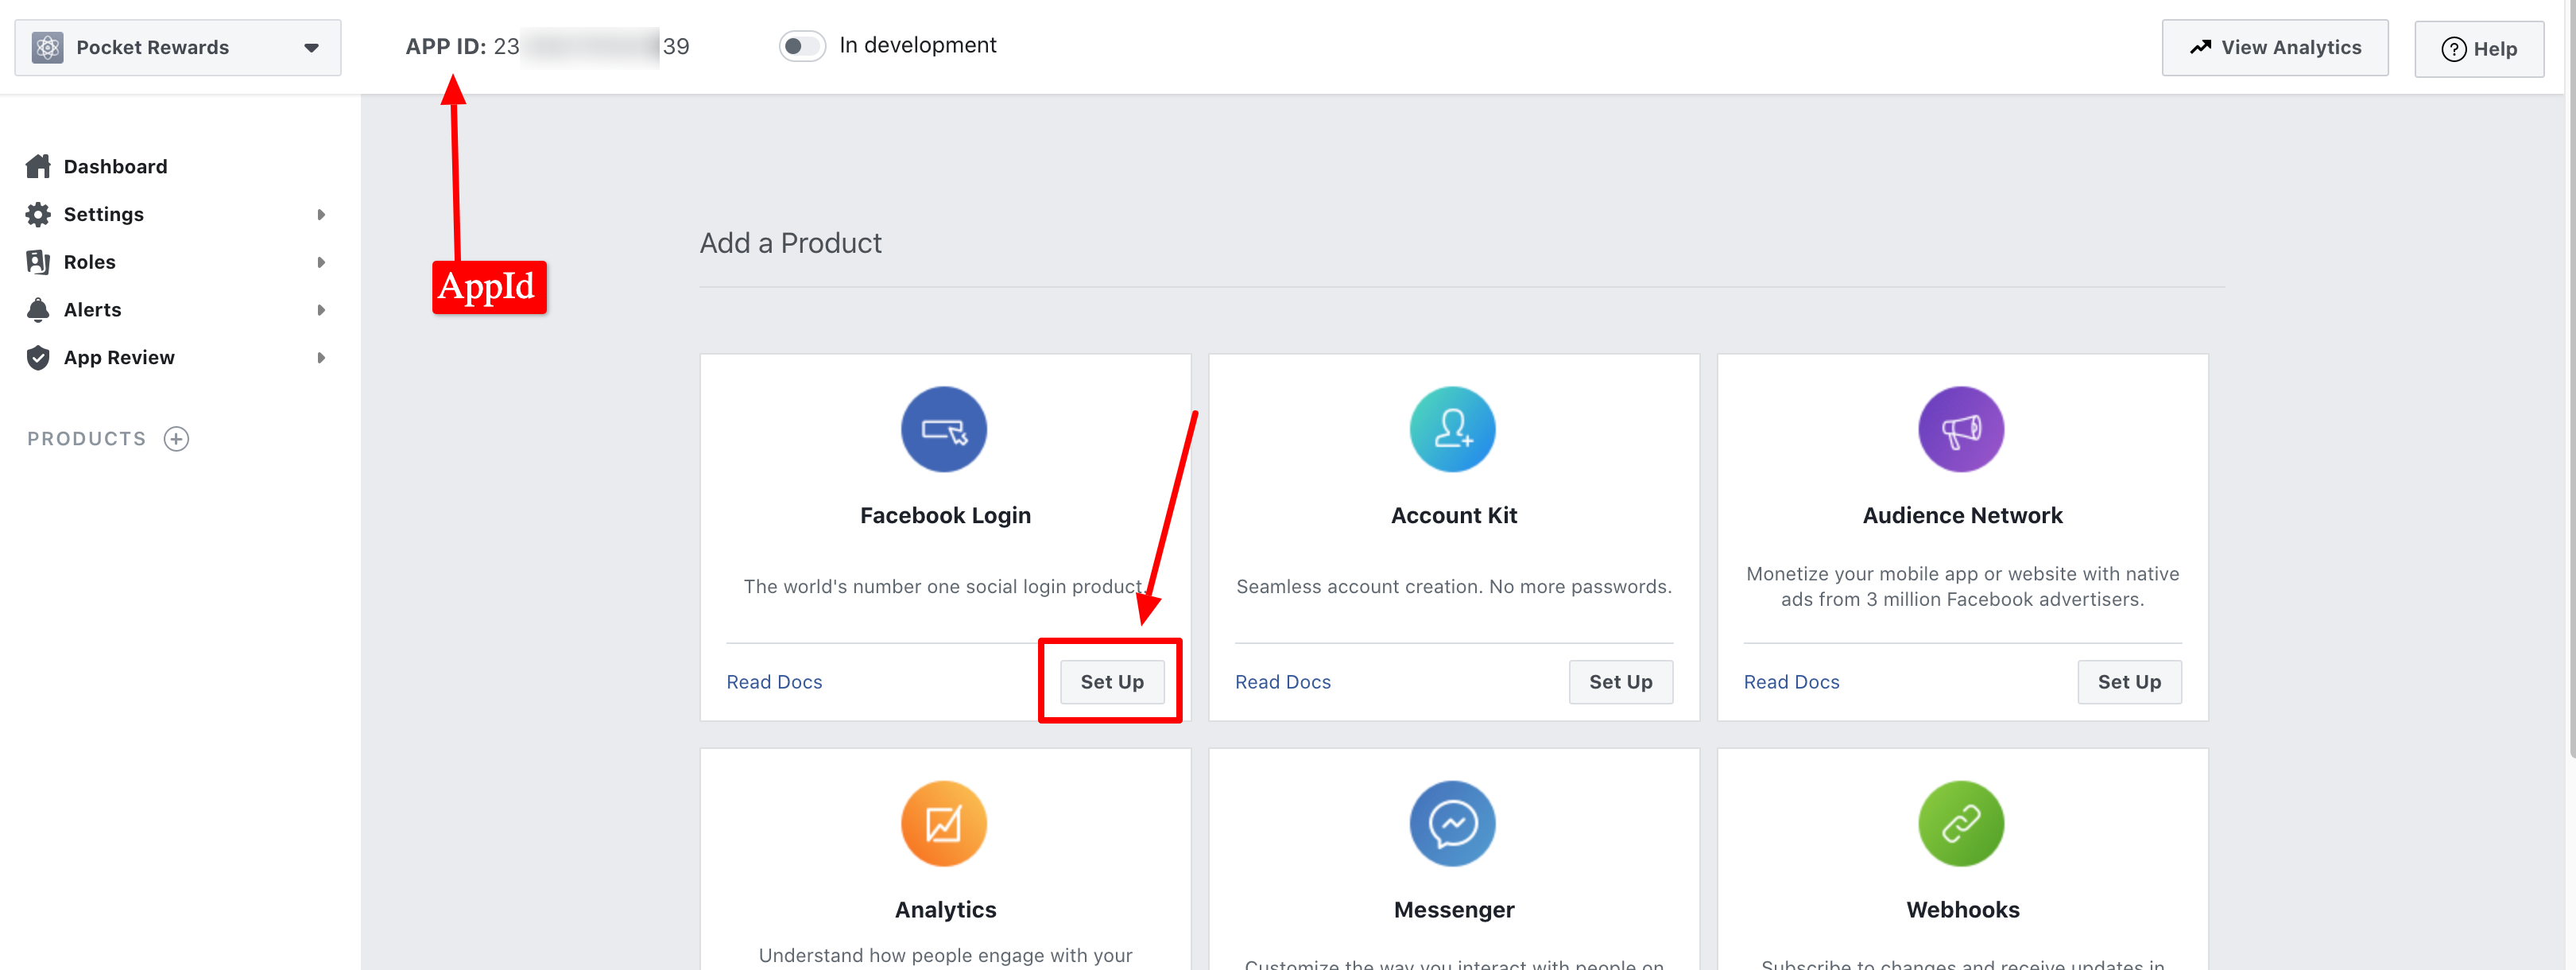 Pocket Rewards
APP ID: 23 39
In development
View Analytics
? Help
Dashboard
Settings
Roles
Alerts
App Review
PRODUCTS
AppId
Add a Product
Facebook Login
The world's number one social login product.
Read Docs
Set Up
Account Kit
Seamless account creation. No more passwords.
Read Docs
Set Up
Audience Network
Monetize your mobile app or website with native
ads from 3 million Facebook advertisers.
Read Docs
Set Up
Analytics
Understand how people engage with your
Messenger
Customize the way you interact with people on
Webhooks
Subscribe to changes and receive updates in